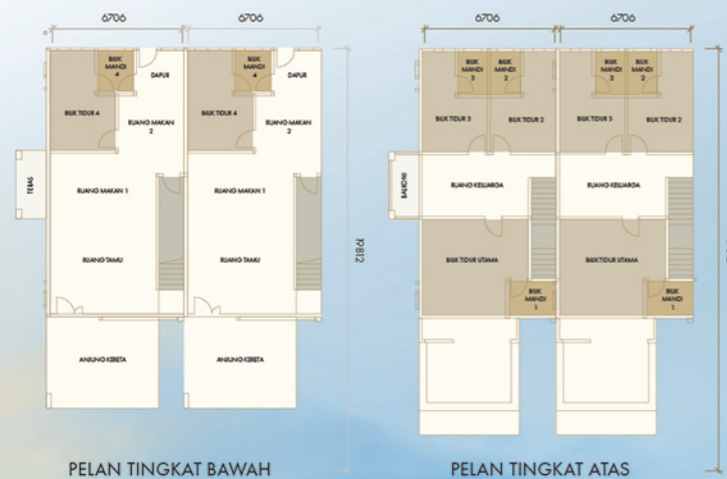 6706
6706
BILIK
MANDI
4
DAPUR
BILIK TIDUR 4
RUANG MAKAN
2
BILIK
MANDI
4
DAPUR
BILIK TIDUR 4
RUANG MAKAN
2
TERAS
RUANG MAKAN 1
RUANG MAKAN 1
RUANG TAMU
RUANG TAMU
ANJUNG KERETA
ANJUNG KERETA
19812
PELAN TINGKAT BAWAH
6706
6706
BILIK
MANDI
3
BILIK
MANDI
2
BILIK
MANDI
3
BILIK
MANDI
2
BILIK TIDUR 3
BILIK TIDUR 2
BILIK TIDUR 3
BILIK TIDUR 2
BALKONI
RUANG KELUARGA
RUANG KELUARGA
BILIK TIDUR UTAMA
BILIK TIDUR UTAMA
BILIK
MANDI
1
BILIK
MANDI
1
PELAN TINGKAT ATAS